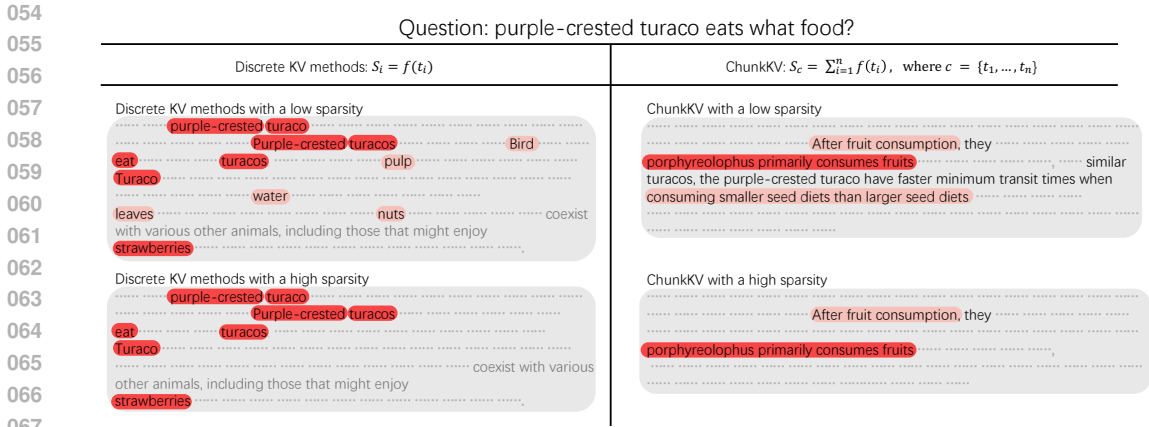 054
055
056
057
058
059
060
061
062
063
064
065
066
067
Question: purple-crested turaco eats what food?
Discrete KV methods: $S_i = f(t_i)$
Discrete KV methods with a low sparsity
purple-crested turaco
Purple-crested turacos Bird
eat turacos pulp
Turaco
water
leaves nuts coexist
with various other animals, including those that might enjoy
strawberries .
Discrete KV methods with a high sparsity
purple-crested turaco
Purple-crested turacos
eat turacos
Turaco
coexist with various
other animals, including those that might enjoy
strawberries .
ChunkKV: $S_c = \sum_{i=1}^{n} f(t_i)$, where $c = \{t_1, ..., t_n\}$
ChunkKV with a low sparsity
After fruit consumption, they
porphyreolophus primarily consumes fruits , similar
turacos, the purple-crested turaco have faster minimum transit times when
consuming smaller seed diets than larger seed diets
ChunkKV with a high sparsity
After fruit consumption, they
porphyreolophus primarily consumes fruits ,